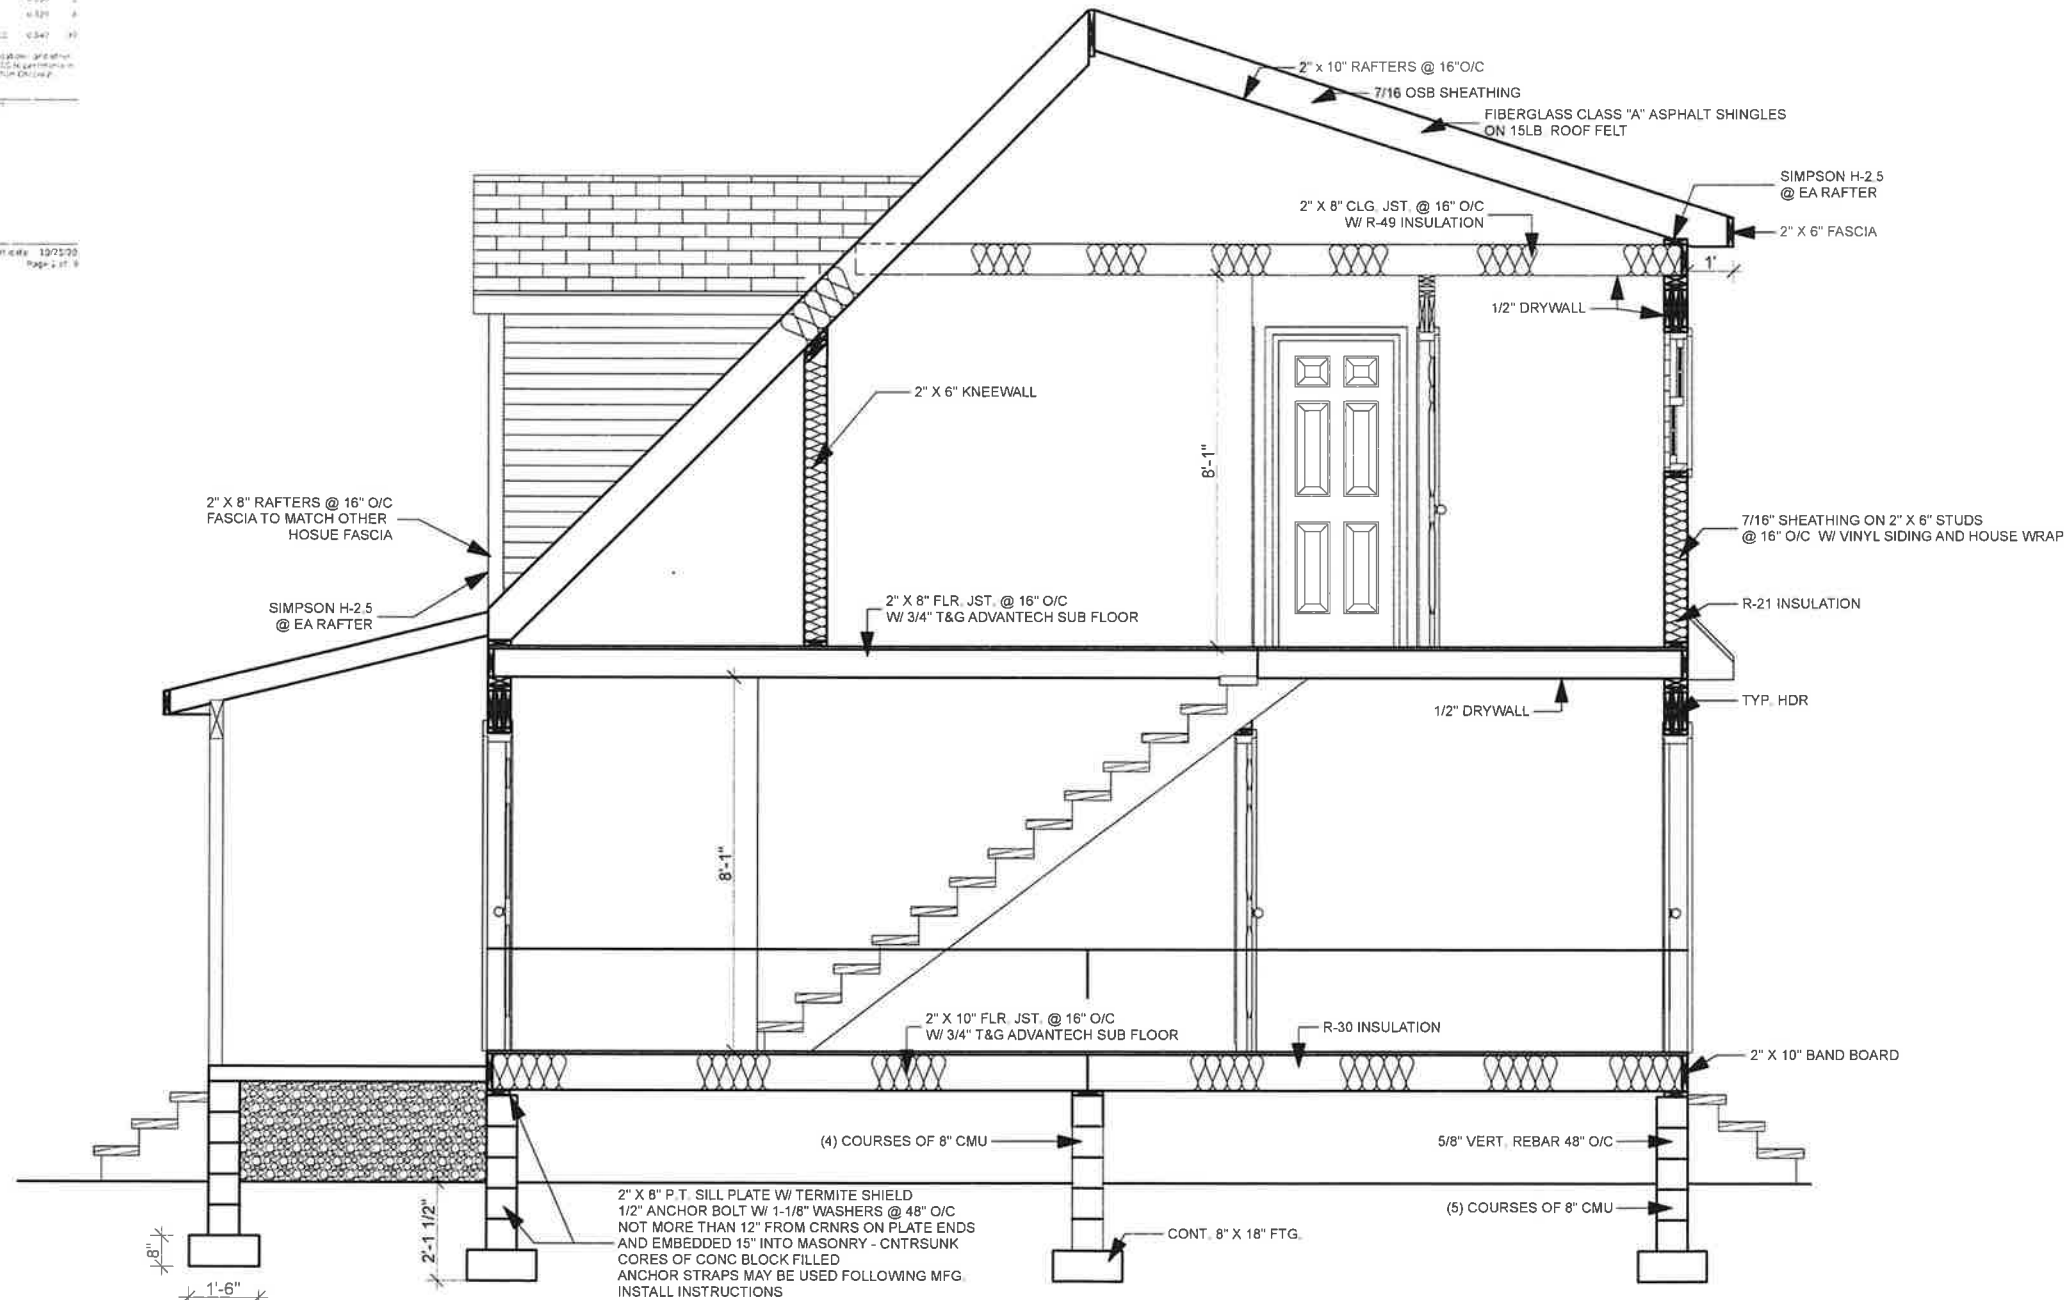 10/25/20
2" x 10" RAFTERS @ 16"O/C
7/16 OSB SHEATHING
FIBERGLASS CLASS "A" ASPHALT SHINGLES
ON 15LB ROOF FELT
SIMPSON H-2.5
@ EA RAFTER
2" X 8" CLG. JST. @ 16" O/C
W/ R-49 INSULATION
2" X 6" FASCIA
1'
1/2" DRYWALL
2" X 6" KNEEWALL
8'-1"
2" X 8" RAFTERS @ 16" O/C
FASCIA TO MATCH OTHER
HOSUE FASCIA
7/16" SHEATHING ON 2" X 6" STUDS
@ 16" O/C W/ VINYL SIDING AND HOUSE WRAP
SIMPSON H-2.5
@ EA RAFTER
2" X 8" FLR. JST. @ 16" O/C
W/ 3/4" T&G ADVANTECH SUB FLOOR
R-21 INSULATION
1/2" DRYWALL
TYP. HDR
8'-1"
2" X 10" FLR. JST. @ 16" O/C
W/ 3/4" T&G ADVANTECH SUB FLOOR
R-30 INSULATION
2" X 10" BAND BOARD
(4) COURSES OF 8" CMU
5/8" VERT. REBAR 48" O/C
2" X 8" P.T. SILL PLATE W/ TERMITE SHIELD
1/2" ANCHOR BOLT W/ 1-1/8" WASHERS @ 48" O/C
NOT MORE THAN 12" FROM CRNRS ON PLATE ENDS
AND EMBEDDED 15" INTO MASONRY - CNTRSUNK
CORES OF CONC BLOCK FILLED
ANCHOR STRAPS MAY BE USED FOLLOWING MFG.
INSTALL INSTRUCTIONS
(5) COURSES OF 8" CMU
CONT. 8" X 18" FTG.
2'-1 1/2"
8"
1'-6"